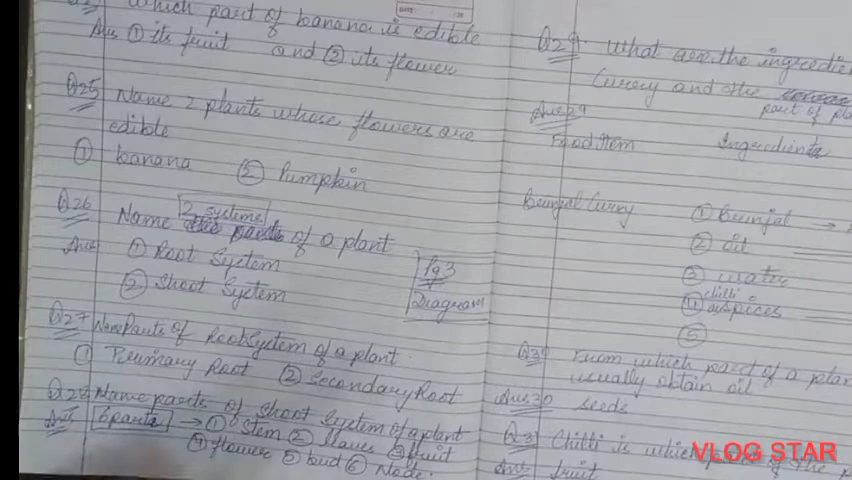 Which part of banana is edible
Ans ① its fruit and ② its flower
Q25 Name 2 plants whose flowers are
edible
① banana ② Pumpkin
Q26 Name 2 systems of a plant
Ans ① Root System
② Shoot System
Pg 3
Diagram
Q27 Name Parts of Root System of a plant.
① Primary Root ② Secondary Root
Q28 Name parts of Shoot System of a plant
Ans 6 parts → ① Stem ② leaves ③ fruit
④ flower ⑤ bud ⑥ Node.
Q29 What are the
Curry and the
part of
Ans 29
Food Item Ingredients
Brinjal Curry ① Brinjal →
② oil
③ water
chilli
④ spices
⑤
Q30 From which part of a
usually obtain oil
Ans 30 seeds
Q31 Chilli is which part of the
Ans fruit
VLOG STAR